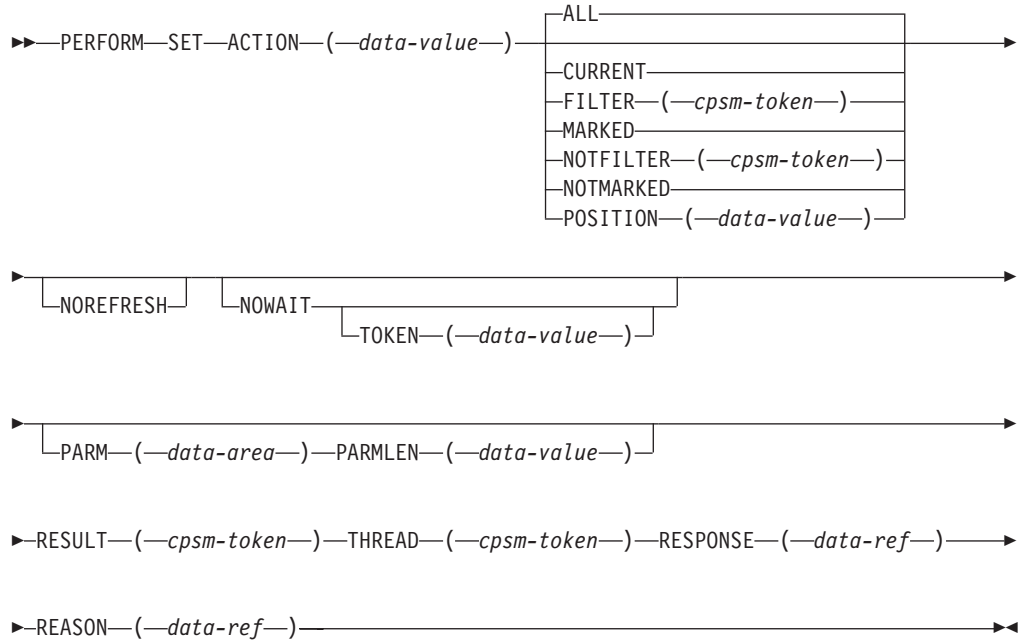 ALL
PERFORM SET ACTION ( data-value )
CURRENT
FILTER ( cpsm-token )
MARKED
NOTFILTER ( cpsm-token )
NOTMARKED
POSITION ( data-value )
NOREFRESH NOWAIT
TOKEN ( data-value )
PARM ( data-area ) PARMLEN ( data-value )
RESULT ( cpsm-token ) THREAD ( cpsm-token ) RESPONSE ( data-ref )
REASON ( data-ref )